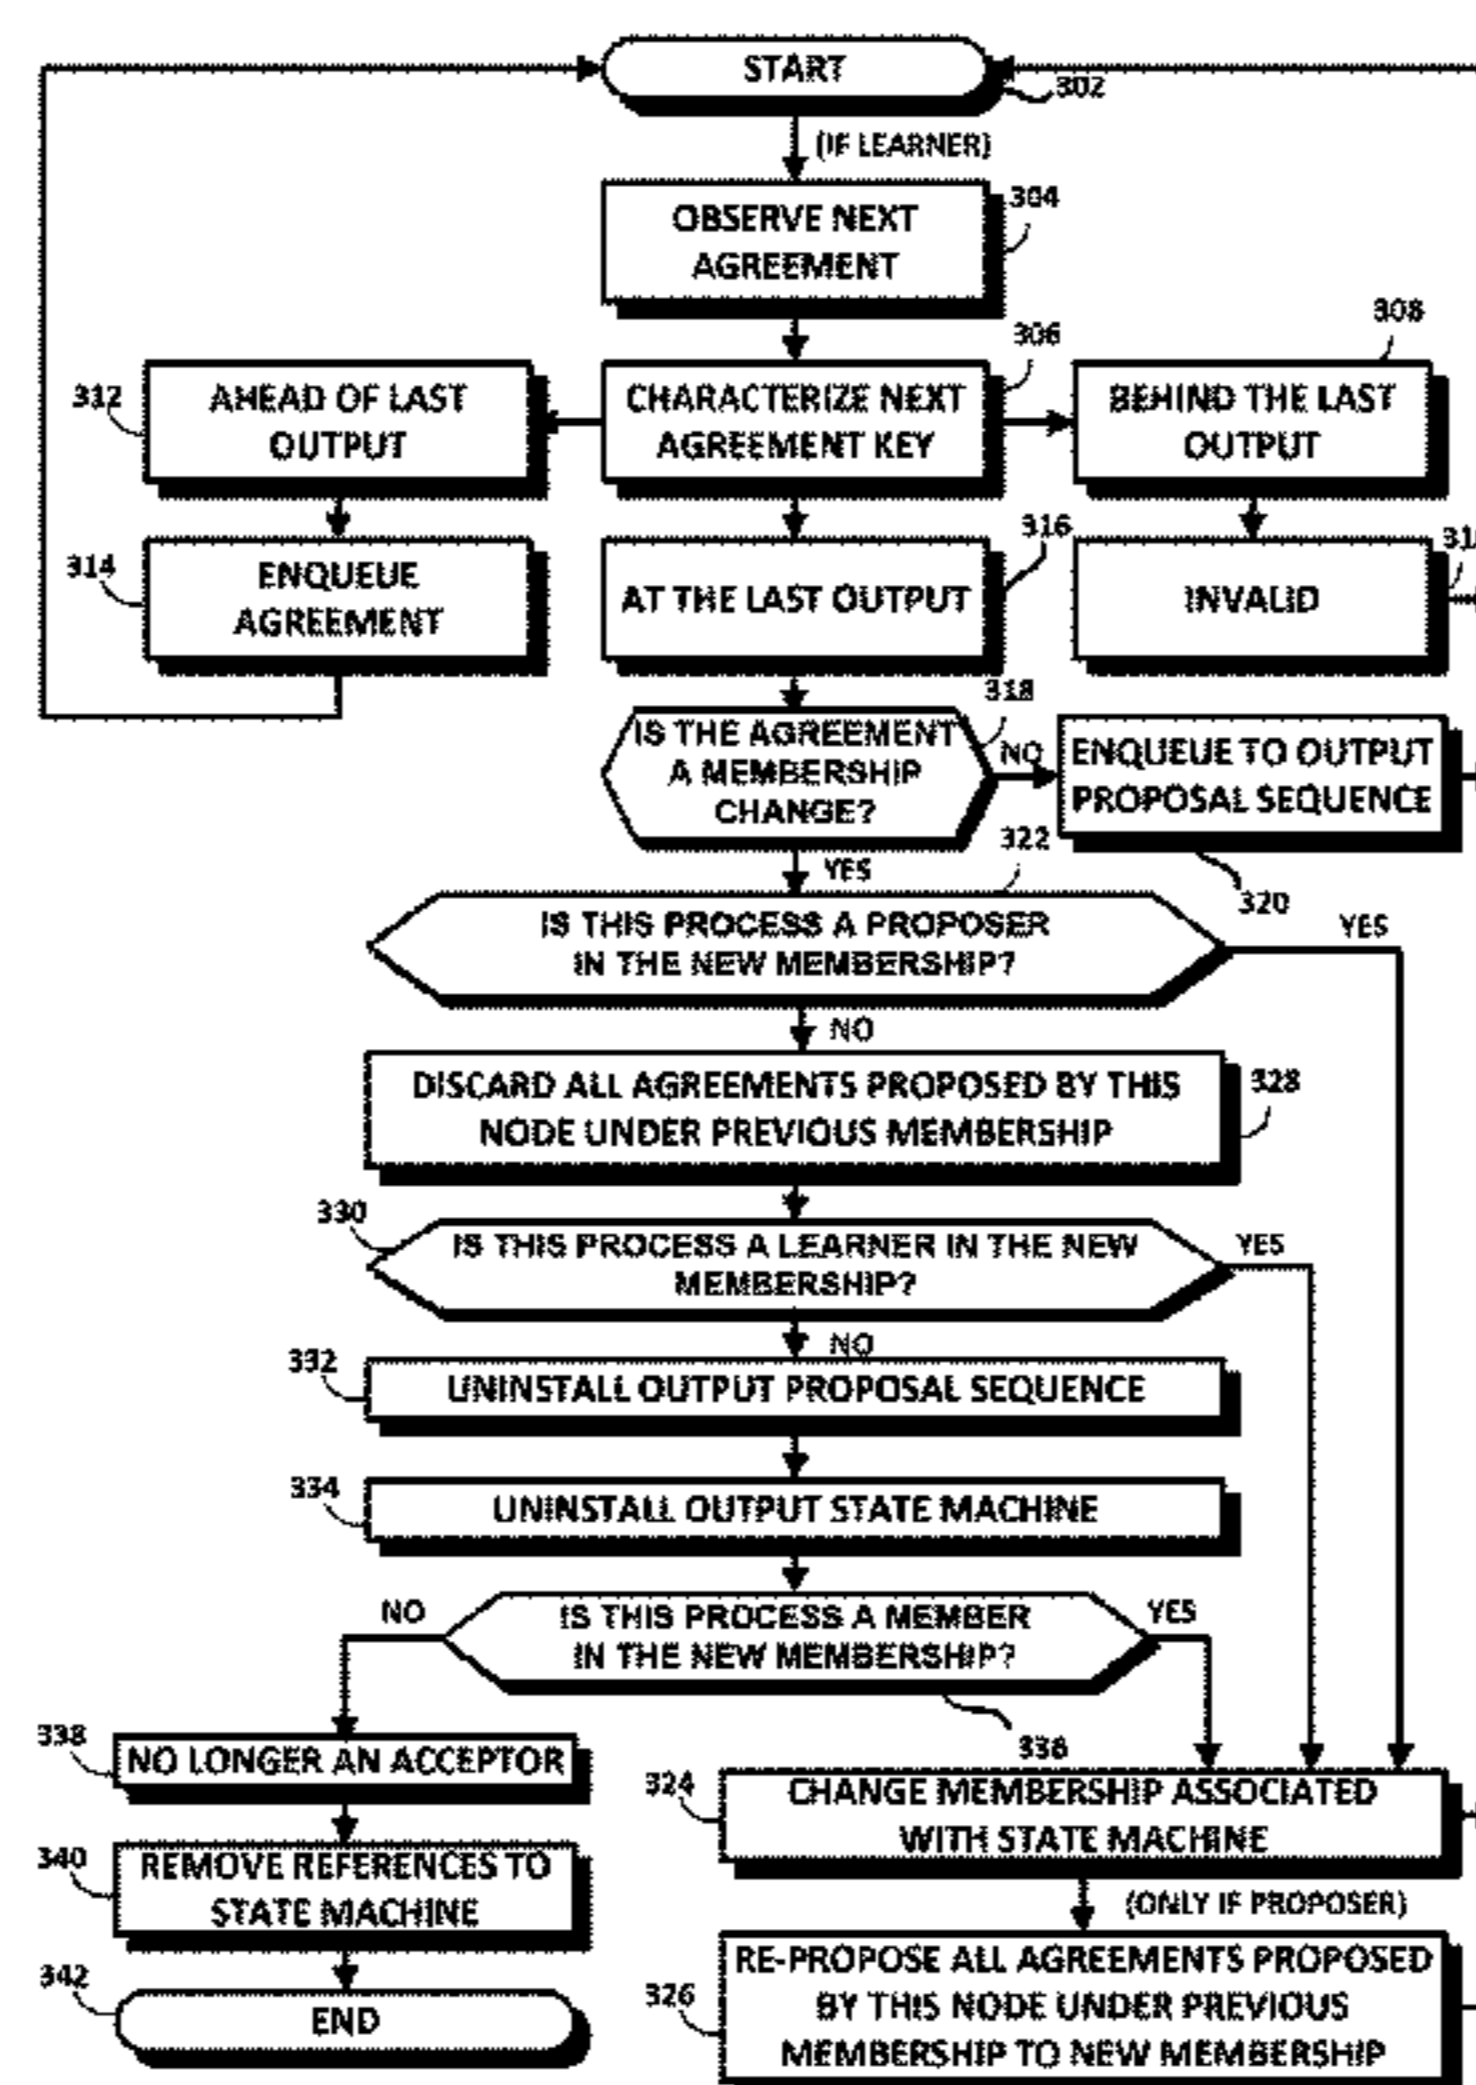 START
302
(IF LEARNER)
OBSERVE NEXT
AGREEMENT
304
306
308
312
AHEAD OF LAST
OUTPUT
CHARACTERIZE NEXT
AGREEMENT KEY
BEHIND THE LAST
OUTPUT
314
ENQUEUE
AGREEMENT
AT THE LAST OUTPUT
316
INVALID
318
IS THE AGREEMENT
A MEMBERSHIP
CHANGE?
NO
ENQUEUE TO OUTPUT
PROPOSAL SEQUENCE
320
YES
322
IS THIS PROCESS A PROPOSER
IN THE NEW MEMBERSHIP?
YES
NO
DISCARD ALL AGREEMENTS PROPOSED BY THIS
NODE UNDER PREVIOUS MEMBERSHIP
328
330
IS THIS PROCESS A LEARNER IN THE NEW
MEMBERSHIP?
YES
NO
332
UNINSTALL OUTPUT PROPOSAL SEQUENCE
334
UNINSTALL OUTPUT STATE MACHINE
NO
IS THIS PROCESS A MEMBER
IN THE NEW MEMBERSHIP?
YES
336
338
NO LONGER AN ACCEPTOR
324
CHANGE MEMBERSHIP ASSOCIATED
WITH STATE MACHINE
340
REMOVE REFERENCES TO
STATE MACHINE
(ONLY IF PROPOSER)
342
END
326
RE-PROPOSE ALL AGREEMENTS PROPOSED
BY THIS NODE UNDER PREVIOUS
MEMBERSHIP TO NEW MEMBERSHIP